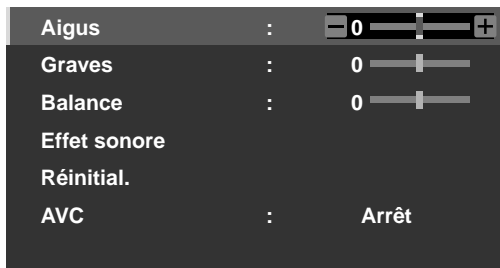 Aigus : − 0 +
Graves : 0
Balance : 0
Effet sonore
Réinitial.
AVC : Arrêt